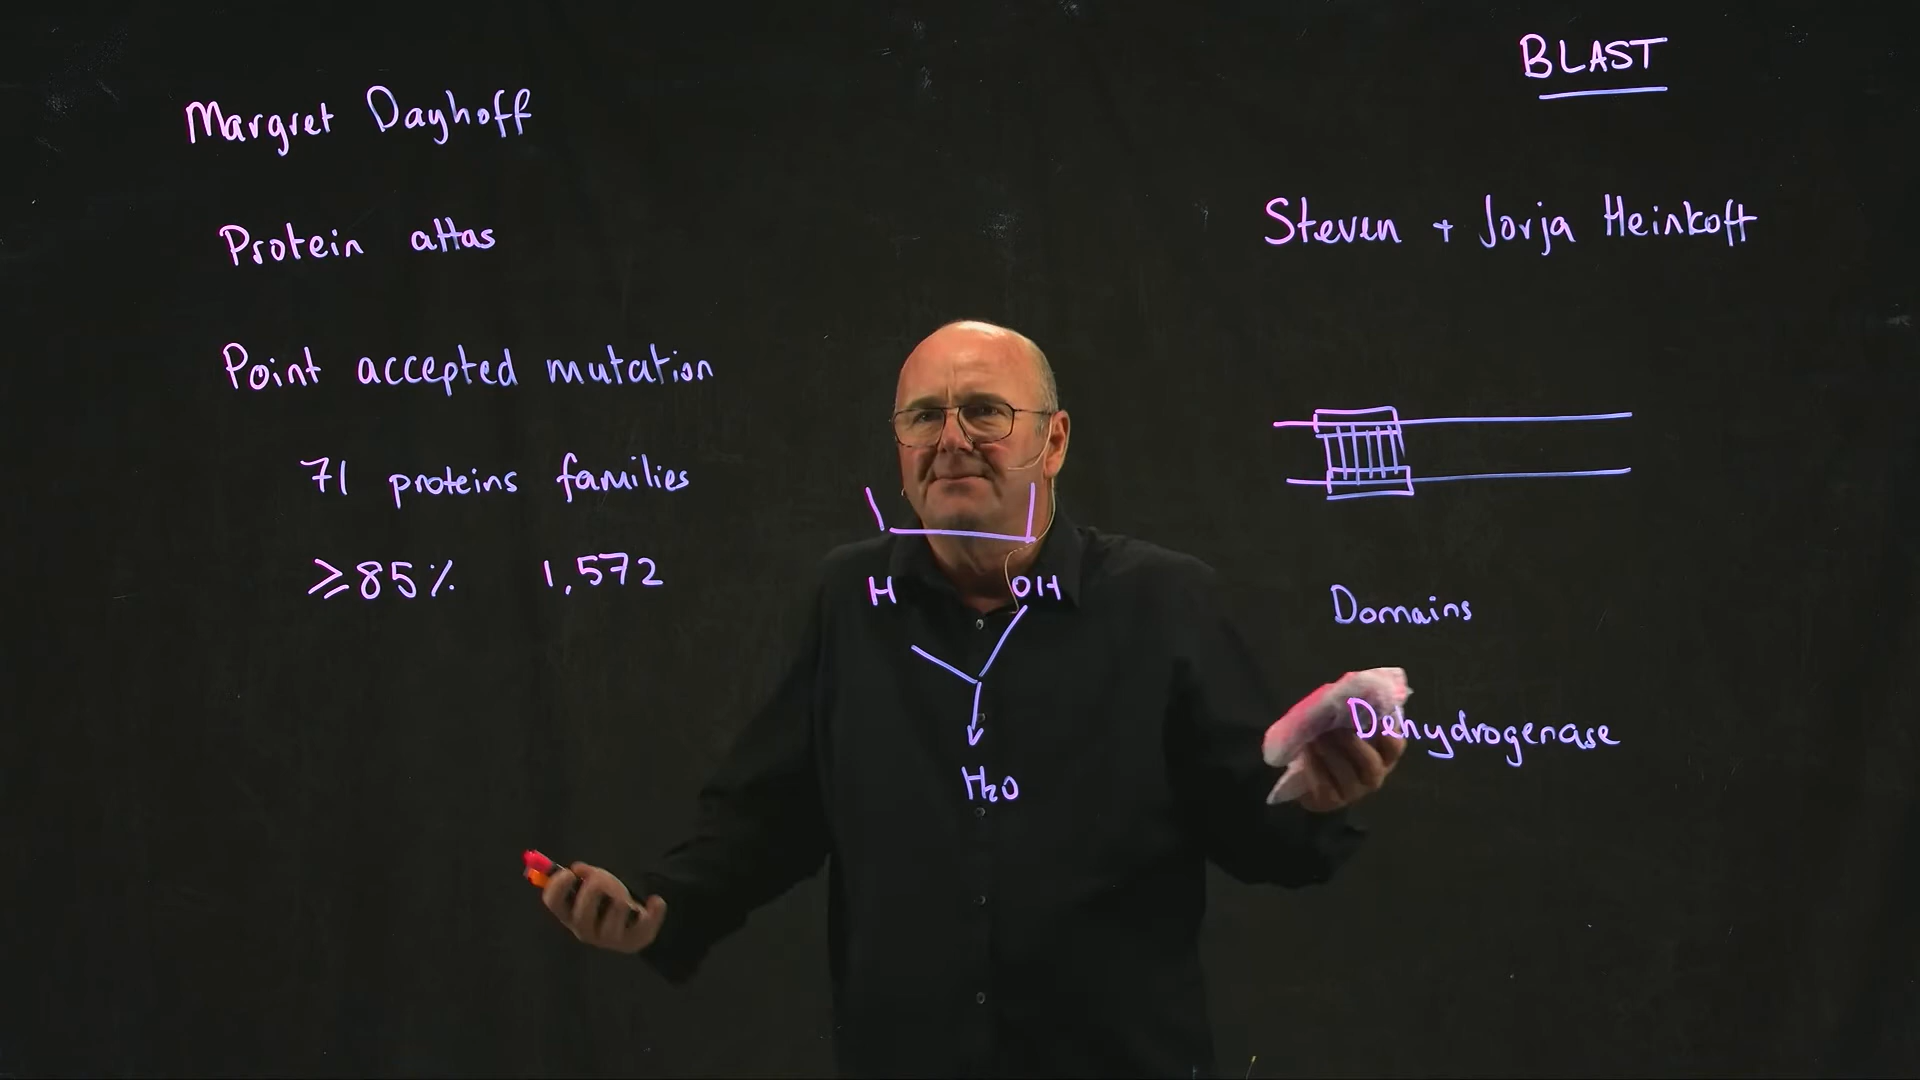 Margret Dayhoff
Protein attas
Point accepted mutation
71 proteins families
≥85% 1,572
H OH
H2O
BLAST
Steven + Jorja Heinkoff
Domains
Dehydrogenase